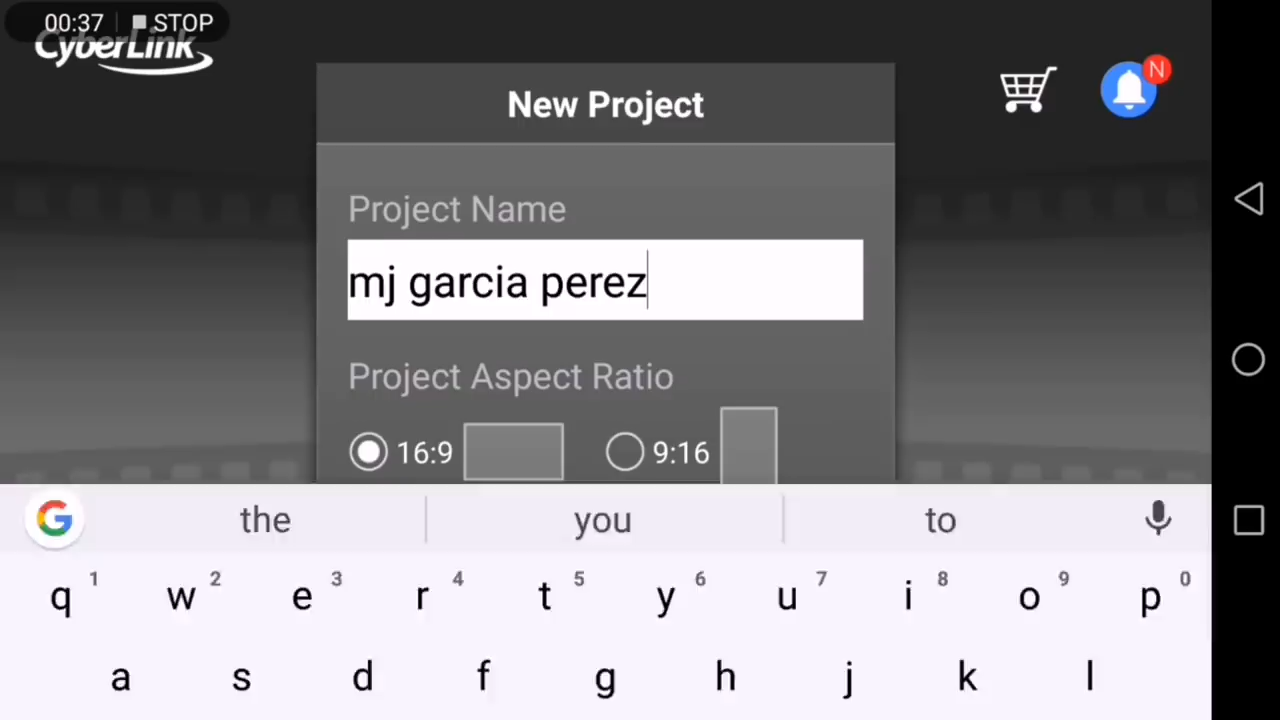 00:37 STOP
CyberLink
N
New Project
Project Name
mj garcia perez
Project Aspect Ratio
16:9 9:16
G the you to
q 1 w 2 e 3 r 4 t 5 y 6 u 7 i 8 o 9 p 0
a s d f g h j k l